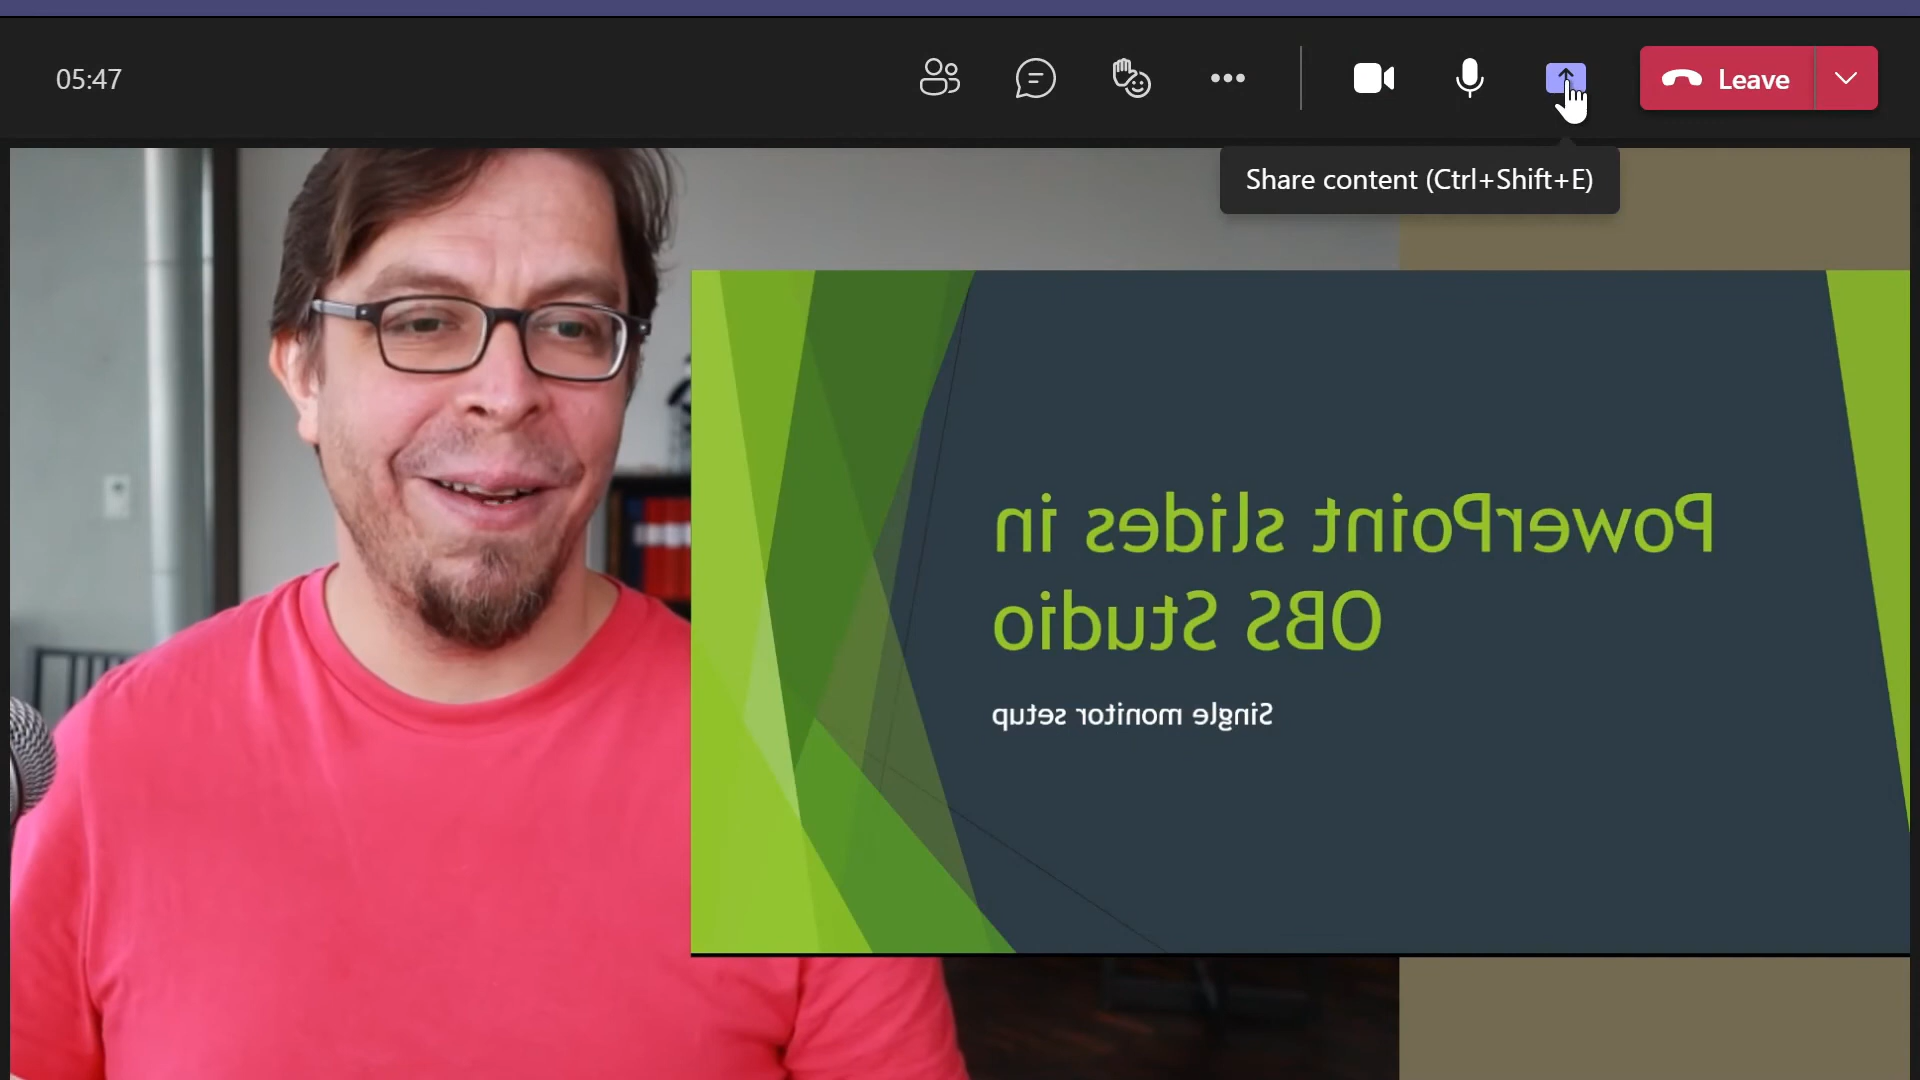 05:47
Leave
Share content (Ctrl+Shift+E)
PowerPoint slides in
OBS Studio
Single monitor setup